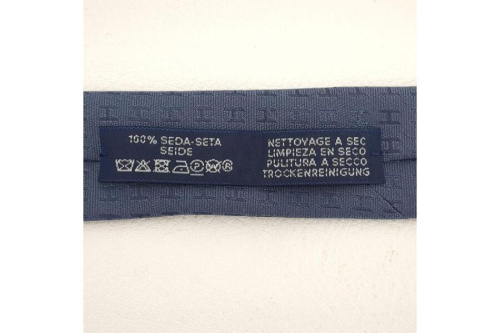 100% SEDA-SETA
SEIDE
NETTOYAGE A SEC
LIMPIEZA EN SECO
PULITURA A SECCO
TROCKENREINIGUNG